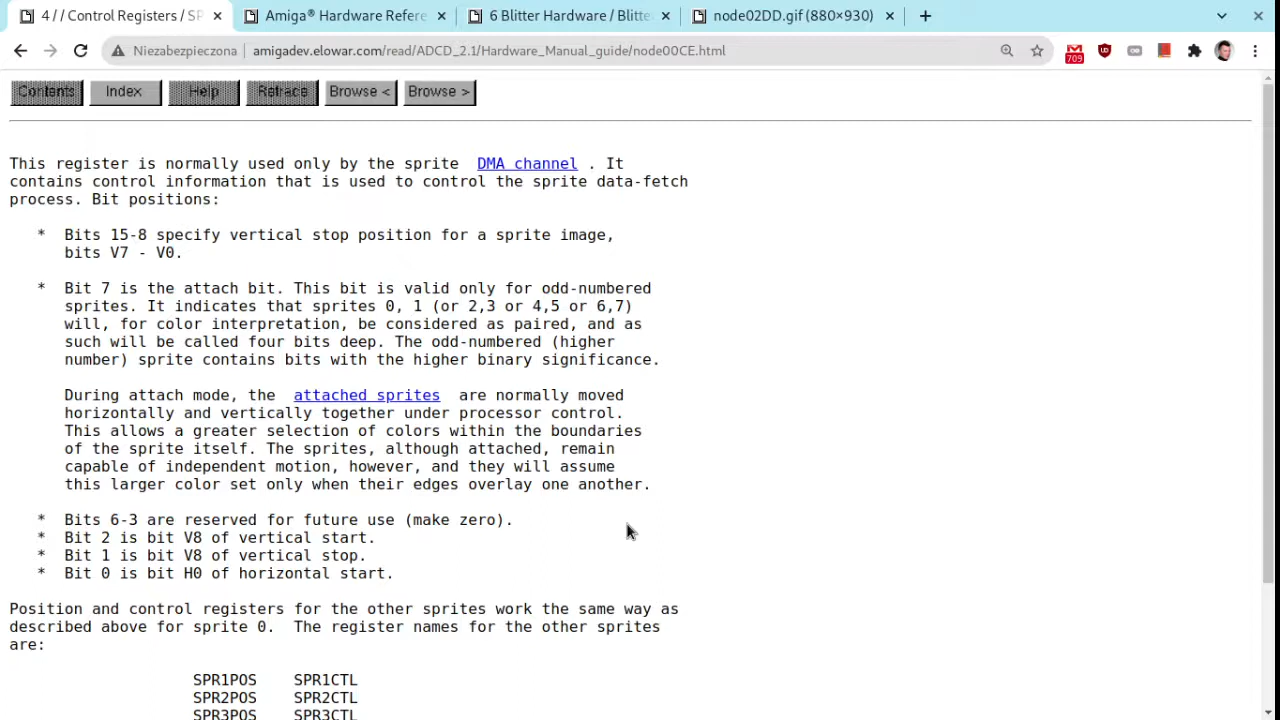 4 // Control Registers / SP
Amiga® Hardware Refere
6 Blitter Hardware / Blitte
node02DD.gif (880×930)
Niezabezpieczona
amigadev.elowar.com/read/ADCD_2.1/Hardware_Manual_guide/node00CE.html
709
Contents Index Help Retrace Browse < Browse >
This register is normally used only by the sprite DMA channel . It
contains control information that is used to control the sprite data-fetch
process. Bit positions:
* Bits 15-8 specify vertical stop position for a sprite image,
bits V7 - V0.
* Bit 7 is the attach bit. This bit is valid only for odd-numbered
sprites. It indicates that sprites 0, 1 (or 2,3 or 4,5 or 6,7)
will, for color interpretation, be considered as paired, and as
such will be called four bits deep. The odd-numbered (higher
number) sprite contains bits with the higher binary significance.
During attach mode, the attached sprites are normally moved
horizontally and vertically together under processor control.
This allows a greater selection of colors within the boundaries
of the sprite itself. The sprites, although attached, remain
capable of independent motion, however, and they will assume
this larger color set only when their edges overlay one another.
* Bits 6-3 are reserved for future use (make zero).
* Bit 2 is bit V8 of vertical start.
* Bit 1 is bit V8 of vertical stop.
* Bit 0 is bit H0 of horizontal start.
Position and control registers for the other sprites work the same way as
described above for sprite 0. The register names for the other sprites
are:
SPR1POS SPR1CTL
SPR2POS SPR2CTL
SPR3POS SPR3CTL